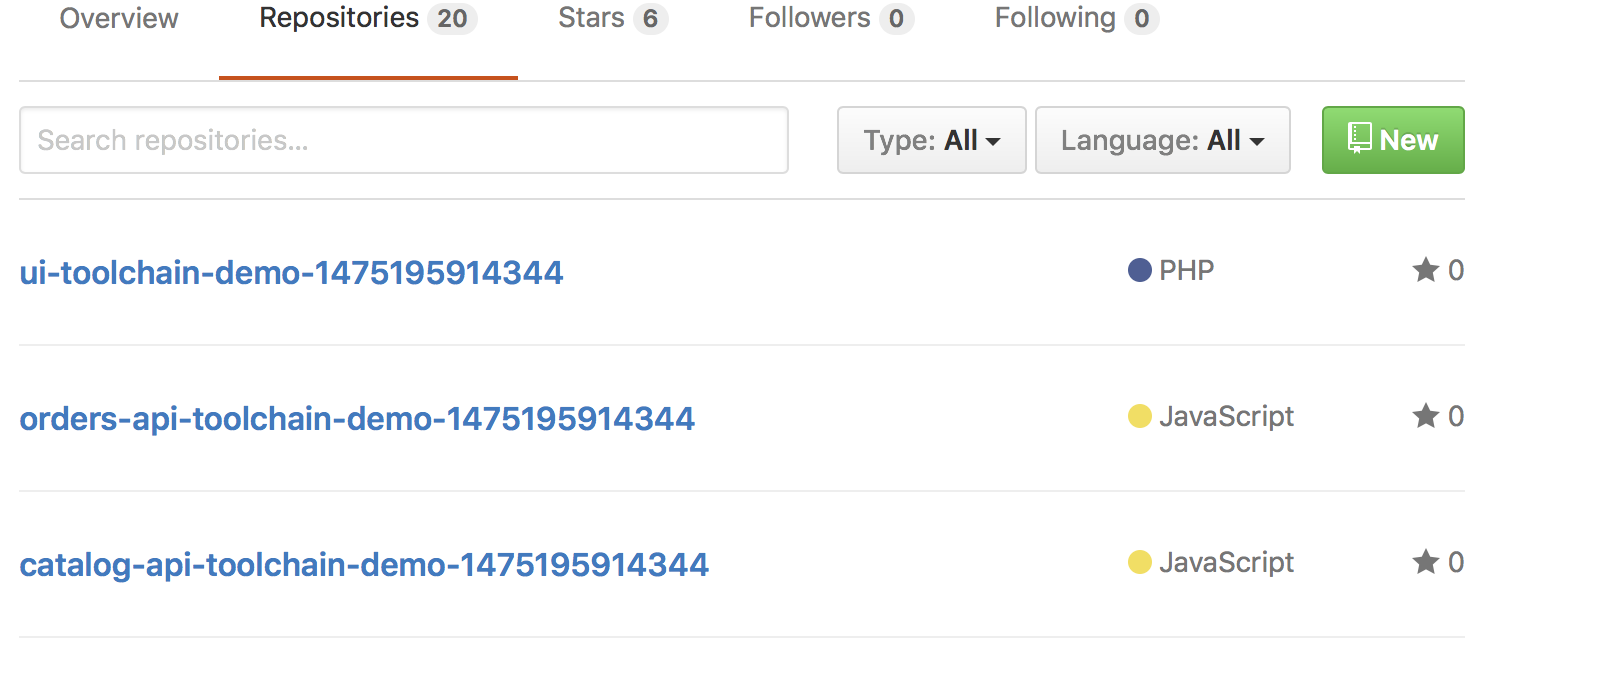 Overview Repositories 20 Stars 6 Followers 0 Following 0
Search repositories... Type: All Language: All New
ui-toolchain-demo-1475195914344 PHP 0
orders-api-toolchain-demo-1475195914344 JavaScript 0
catalog-api-toolchain-demo-1475195914344 JavaScript 0